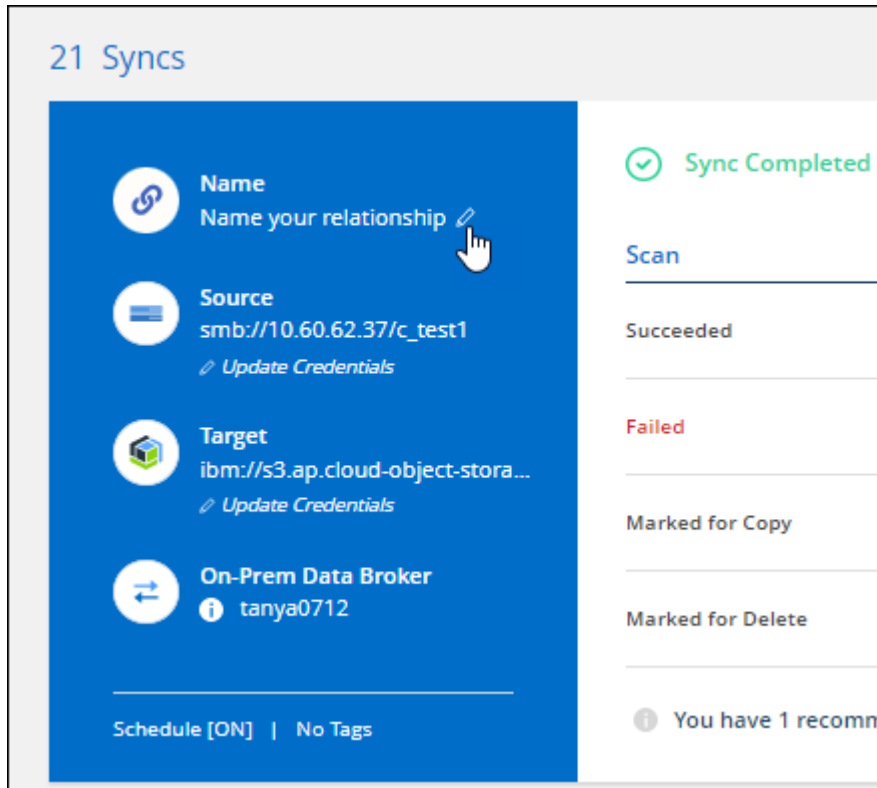 21 Syncs
Name
Name your relationship
Source
smb://10.60.62.37/c_test1
Update Credentials
Target
ibm://s3.ap.cloud-object-stora...
Update Credentials
On-Prem Data Broker
tanya0712
Schedule [ON] | No Tags
Sync Completed
Scan
Succeeded
Failed
Marked for Copy
Marked for Delete
You have 1